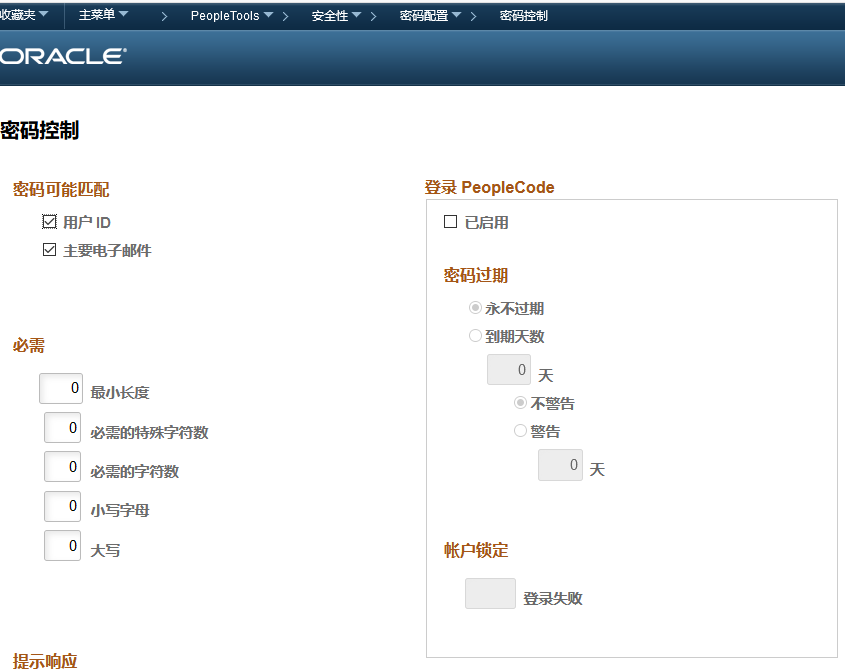 收藏夹 主菜单 PeopleTools 安全性 密码配置 密码控制
ORACLE
密码控制
密码可能匹配
用户 ID
主要电子邮件
必需
0 最小长度
0 必需的特殊字符数
0 必需的字符数
0 小写字母
0 大写
提示响应
登录 PeopleCode
已启用
密码过期
永不过期
到期天数
0 天
不警告
警告
0 天
帐户锁定
登录失败